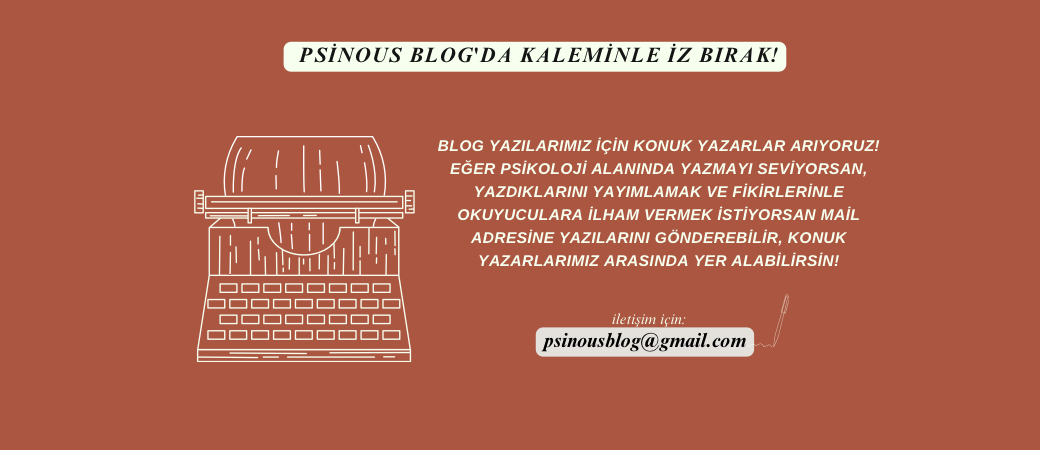 PSİNOUS BLOG'DA KALEMİNLE İZ BIRAK!
BLOG YAZILARIMIZ İÇİN KONUK YAZARLAR ARIYORUZ!
EĞER PSİKOLOJİ ALANINDA YAZMAYI SEVİYORSAN,
YAZDIKLARINI YAYIMLAMAK VE FİKİRLERİNLE
OKUYUCULARA İLHAM VERMEK İSTİYORSAN MAİL
ADRESİNE YAZILARINI GÖNDEREBİLİR, KONUK
YAZARLARIMIZ ARASINDA YER ALABİLİRSİN!
iletişim için:
psinousblog@gmail.com